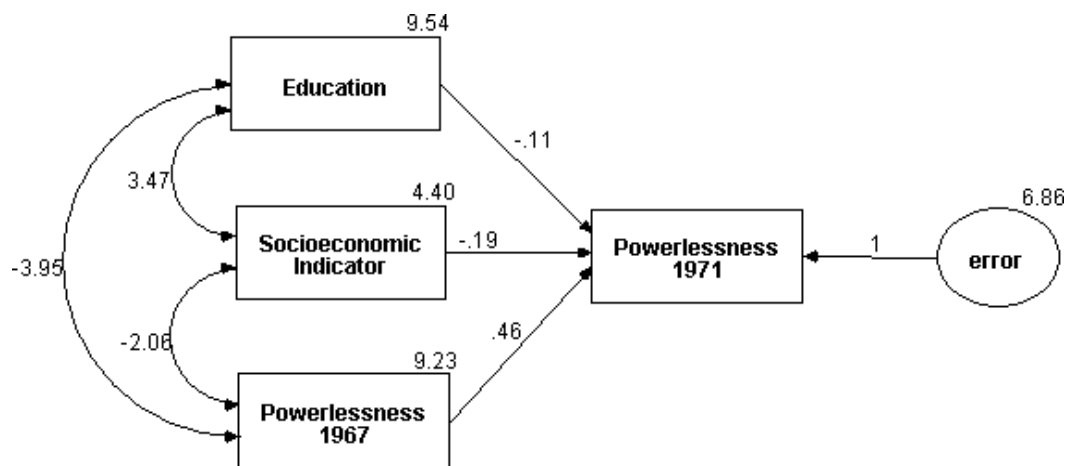 9.54
Education
-.11
3.47
4.40
6.86
Socioeconomic
Indicator
-.19
Powerlessness
1971
1
error
-3.95
-2.06
.46
9.23
Powerlessness
1967